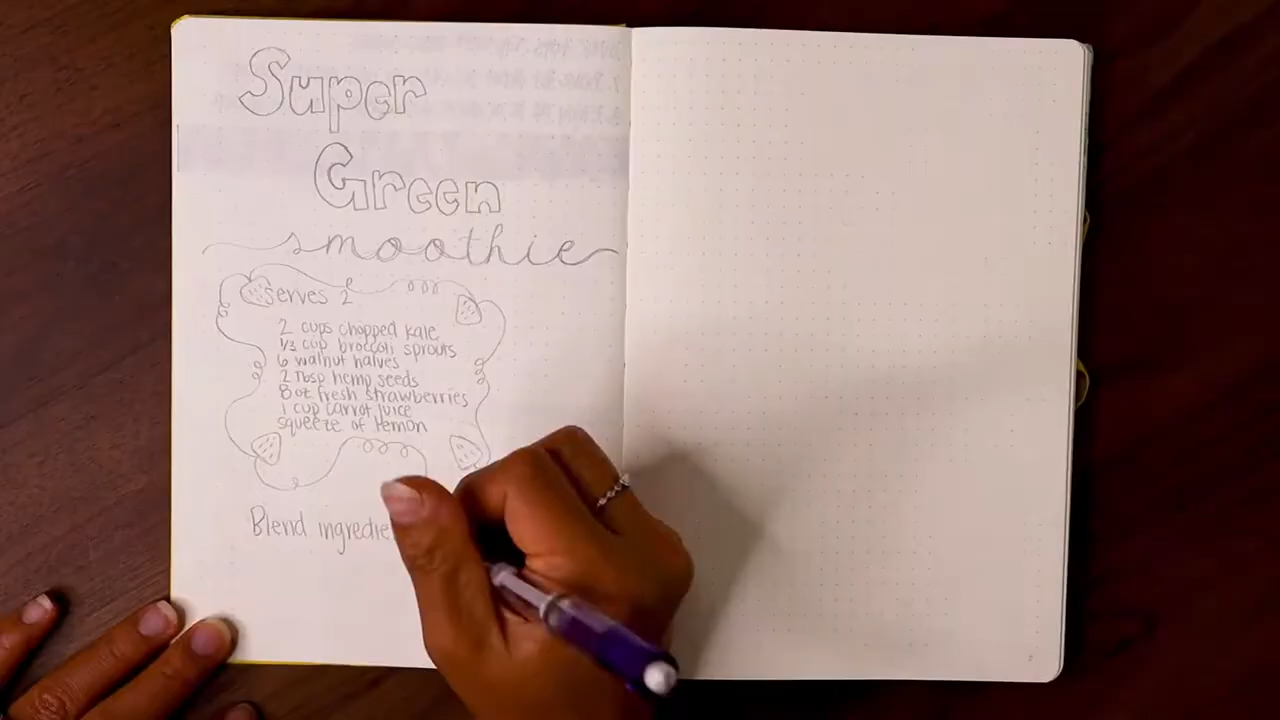 Super
Green
smoothie
serves 2
2 cups chopped kale
1/3 cup broccoli sprouts
6 walnut halves
2 Tbsp hemp seeds
8 oz fresh strawberries
1 cup carrot juice
squeeze of lemon
Blend ingredie